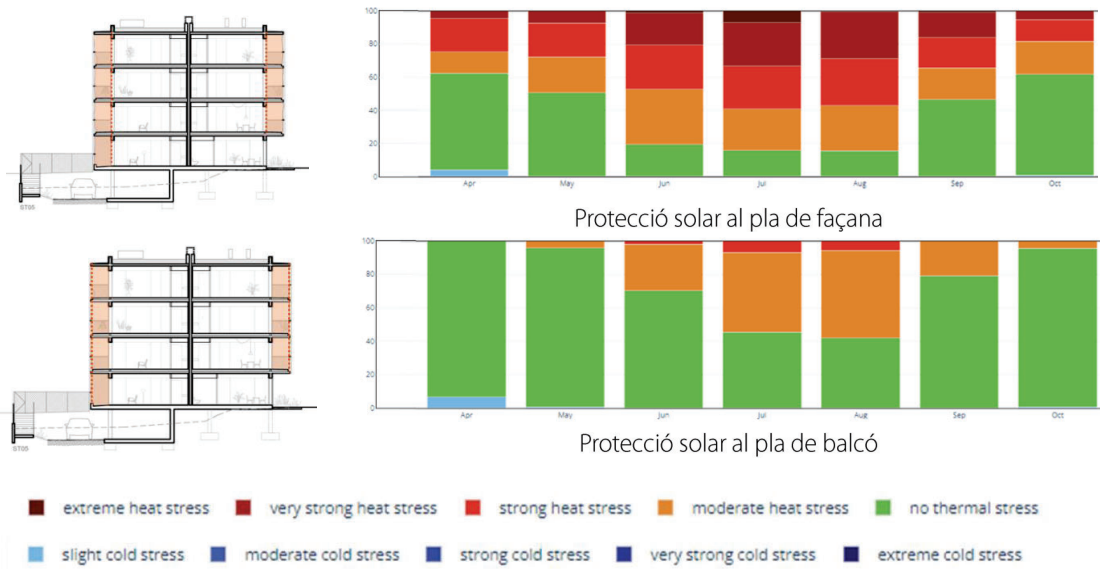 100
80
60
40
20
0
Apr May Jun Jul Aug Sep Oct
ST05
Protecció solar al pla de façana
100
80
60
40
20
0
Apr May Jun Jul Aug Sep Oct
ST05
Protecció solar al pla de balcó
extreme heat stress very strong heat stress strong heat stress moderate heat stress no thermal stress
slight cold stress moderate cold stress strong cold stress very strong cold stress extreme cold stress